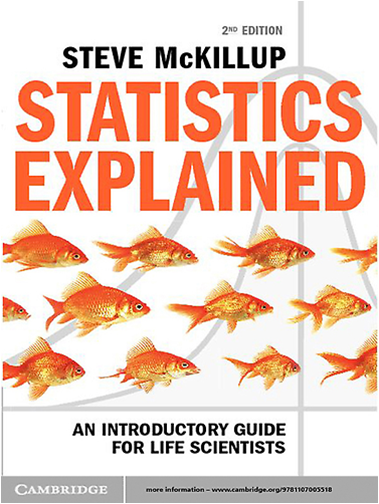 2ND EDITION
STEVE McKILLUP
STATISTICS
EXPLAINED
AN INTRODUCTORY GUIDE
FOR LIFE SCIENTISTS
CAMBRIDGE
more information – www.cambridge.org/9781107005518